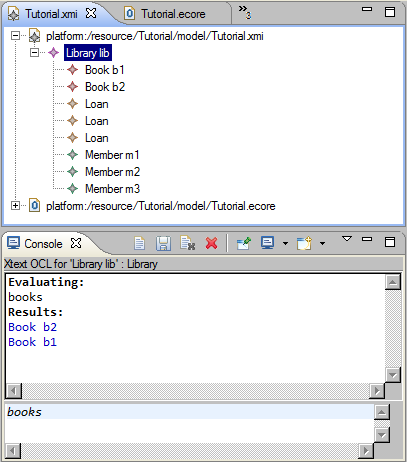 Tutorial.xmi Tutorial.ecore »3
platform:/resource/Tutorial/model/Tutorial.xmi
Library lib
Book b1
Book b2
Loan
Loan
Loan
Member m1
Member m2
Member m3
platform:/resource/Tutorial/model/Tutorial.ecore
Console
Xtext OCL for 'Library lib' : Library
Evaluating:
books
Results:
Book b2
Book b1
books